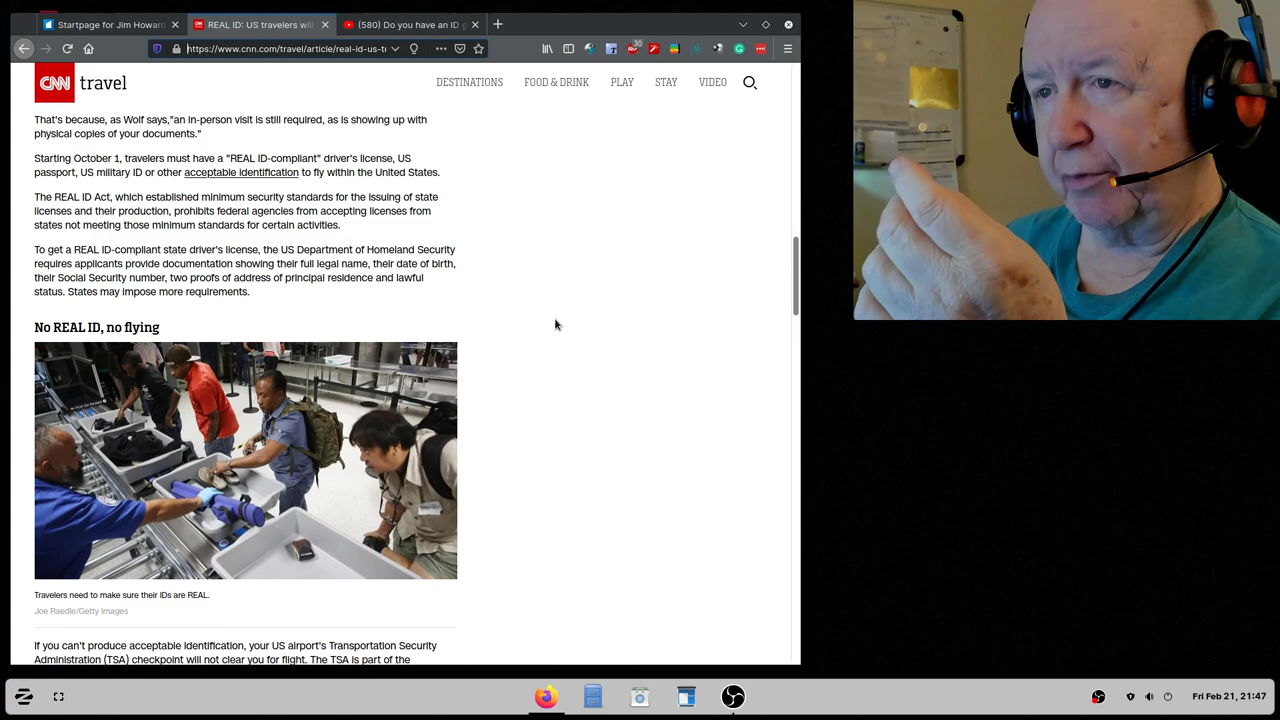 Startpage for Jim Howar
REAL ID: US travelers will
(580) Do you have an ID g
https://www.cnn.com/travel/article/real-id-us-t
30
CNN travel
DESTINATIONS FOOD & DRINK PLAY STAY VIDEO
That's because, as Wolf says,"an in-person visit is still required, as is showing up with
physical copies of your documents."
Starting October 1, travelers must have a "REAL ID-compliant" driver's license, US
passport, US military ID or other acceptable identification to fly within the United States.
The REAL ID Act, which established minimum security standards for the issuing of state
licenses and their production, prohibits federal agencies from accepting licenses from
states not meeting those minimum standards for certain activities.
To get a REAL ID-compliant state driver's license, the US Department of Homeland Security
requires applicants provide documentation showing their full legal name, their date of birth,
their Social Security number, two proofs of address of principal residence and lawful
status. States may impose more requirements.
No REAL ID, no flying
Travelers need to make sure their IDs are REAL.
Joe Raedle/Getty Images
If you can't produce acceptable identification, your US airport's Transportation Security
Administration (TSA) checkpoint will not clear you for flight. The TSA is part of the
Fri Feb 21, 21:47